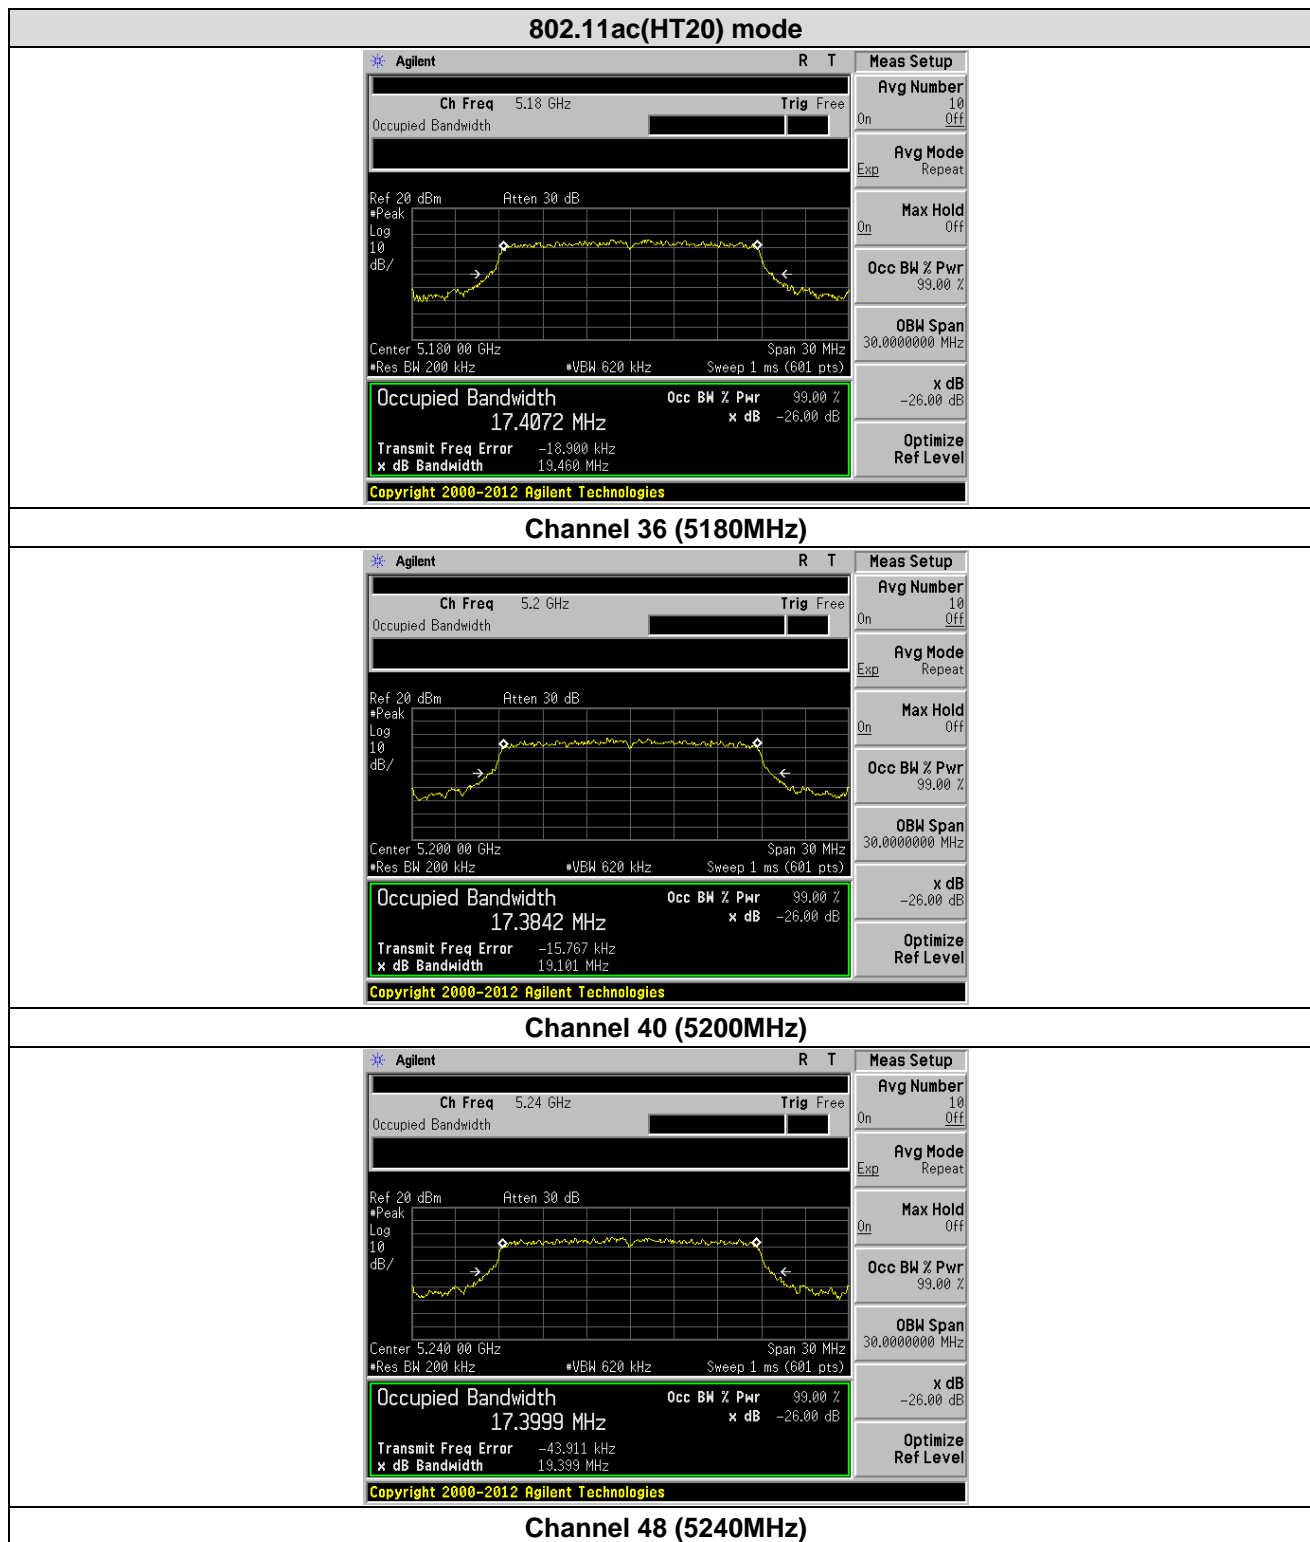 802.11ac(HT20) mode
Agilent R T Meas Setup
Ch Freq 5.18 GHz Trig Free
Occupied Bandwidth
Avg Number
10
On Off
Avg Mode
Exp Repeat
Max Hold
On Off
Occ BW % Pwr
99.00 %
OBW Span
30.0000000 MHz
x dB
-26.00 dB
Optimize
Ref Level
Ref 20 dBm Atten 30 dB
#Peak
Log
10
dB/
Center 5.180 00 GHz Span 30 MHz
#Res BW 200 kHz #VBW 620 kHz Sweep 1 ms (601 pts)
Occupied Bandwidth Occ BW % Pwr 99.00 %
17.4072 MHz x dB -26.00 dB
Transmit Freq Error -18.900 kHz
x dB Bandwidth 19.460 MHz
Copyright 2000-2012 Agilent Technologies
Channel 36 (5180MHz)
Agilent R T Meas Setup
Ch Freq 5.2 GHz Trig Free
Occupied Bandwidth
Avg Number
10
On Off
Avg Mode
Exp Repeat
Max Hold
On Off
Occ BW % Pwr
99.00 %
OBW Span
30.0000000 MHz
x dB
-26.00 dB
Optimize
Ref Level
Ref 20 dBm Atten 30 dB
#Peak
Log
10
dB/
Center 5.200 00 GHz Span 30 MHz
#Res BW 200 kHz #VBW 620 kHz Sweep 1 ms (601 pts)
Occupied Bandwidth Occ BW % Pwr 99.00 %
17.3842 MHz x dB -26.00 dB
Transmit Freq Error -15.767 kHz
x dB Bandwidth 19.101 MHz
Copyright 2000-2012 Agilent Technologies
Channel 40 (5200MHz)
Agilent R T Meas Setup
Ch Freq 5.24 GHz Trig Free
Occupied Bandwidth
Avg Number
10
On Off
Avg Mode
Exp Repeat
Max Hold
On Off
Occ BW % Pwr
99.00 %
OBW Span
30.0000000 MHz
x dB
-26.00 dB
Optimize
Ref Level
Ref 20 dBm Atten 30 dB
#Peak
Log
10
dB/
Center 5.240 00 GHz Span 30 MHz
#Res BW 200 kHz #VBW 620 kHz Sweep 1 ms (601 pts)
Occupied Bandwidth Occ BW % Pwr 99.00 %
17.3999 MHz x dB -26.00 dB
Transmit Freq Error -43.911 kHz
x dB Bandwidth 19.399 MHz
Copyright 2000-2012 Agilent Technologies
Channel 48 (5240MHz)